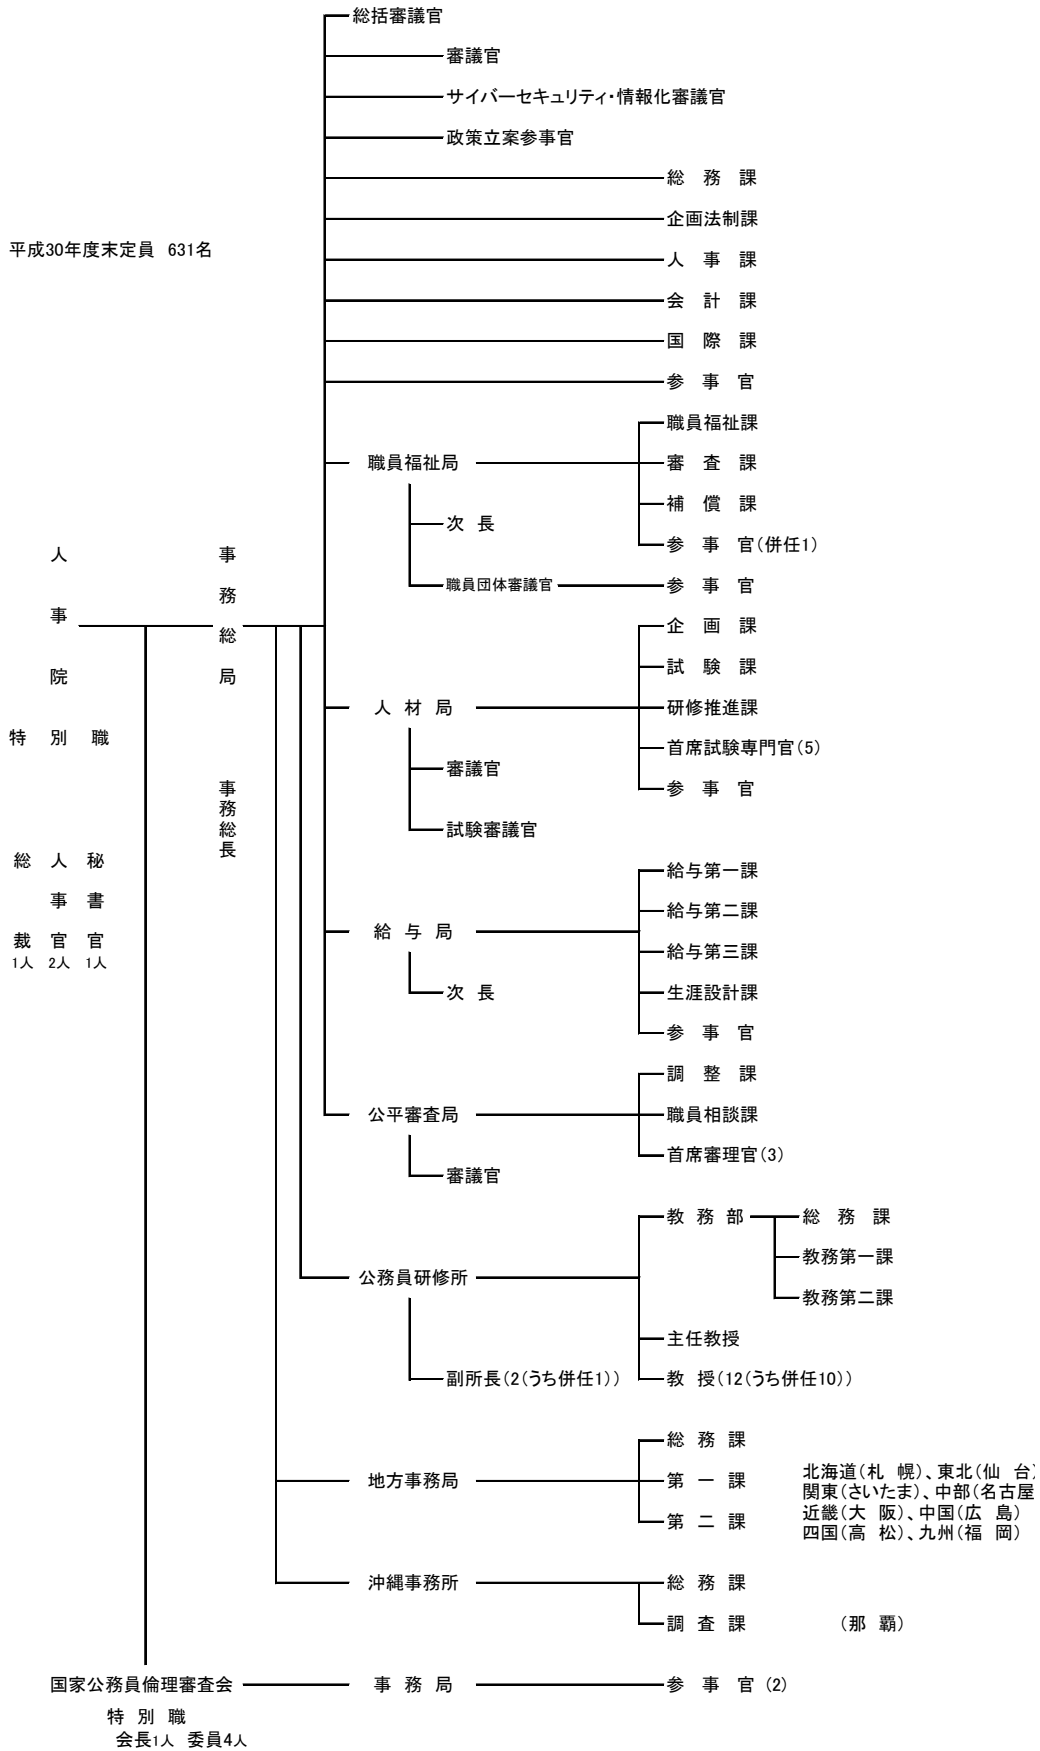 総括審議官
審議官
サイバーセキュリティ・情報化審議官
政策立案参事官
総　務　課
企画法制課
平成30年度末定員 631名
人　事　課
会　計　課
国　際　課
参　事　官
職員福祉課
職員福祉局
審　査　課
補　償　課
次 長
参　事　官(併任1)
職員団体審議官
参　事　官
人事院
事務総局
企　画　課
試　験　課
人 材 局
研修推進課
特 別 職
首席試験専門官(5)
審議官
参　事　官
事務総長
試験審議官
総裁 1人
人事官 2人
秘書官 1人
給与第一課
給与第二課
給 与 局
給与第三課
次 長
生涯設計課
参　事　官
調　整　課
公平審査局
職員相談課
首席審理官(3)
審議官
教 務 部
総　務　課
教務第一課
公務員研修所
教務第二課
主任教授
副所長(2(うち併任1))
教 授(12(うち併任10))
総 務 課
地方事務局
第 一 課
第 二 課
北海道(札 幌)、東北(仙 台)
関東(さいたま)、中部(名古屋
近畿(大 阪)、中国(広 島)
四国(高 松)、九州(福 岡)
沖縄事務所
総 務 課
調 査 課
(那 覇)
国家公務員倫理審査会
事 務 局
参　事　官 (2)
特 別 職
会長1人 委員4人